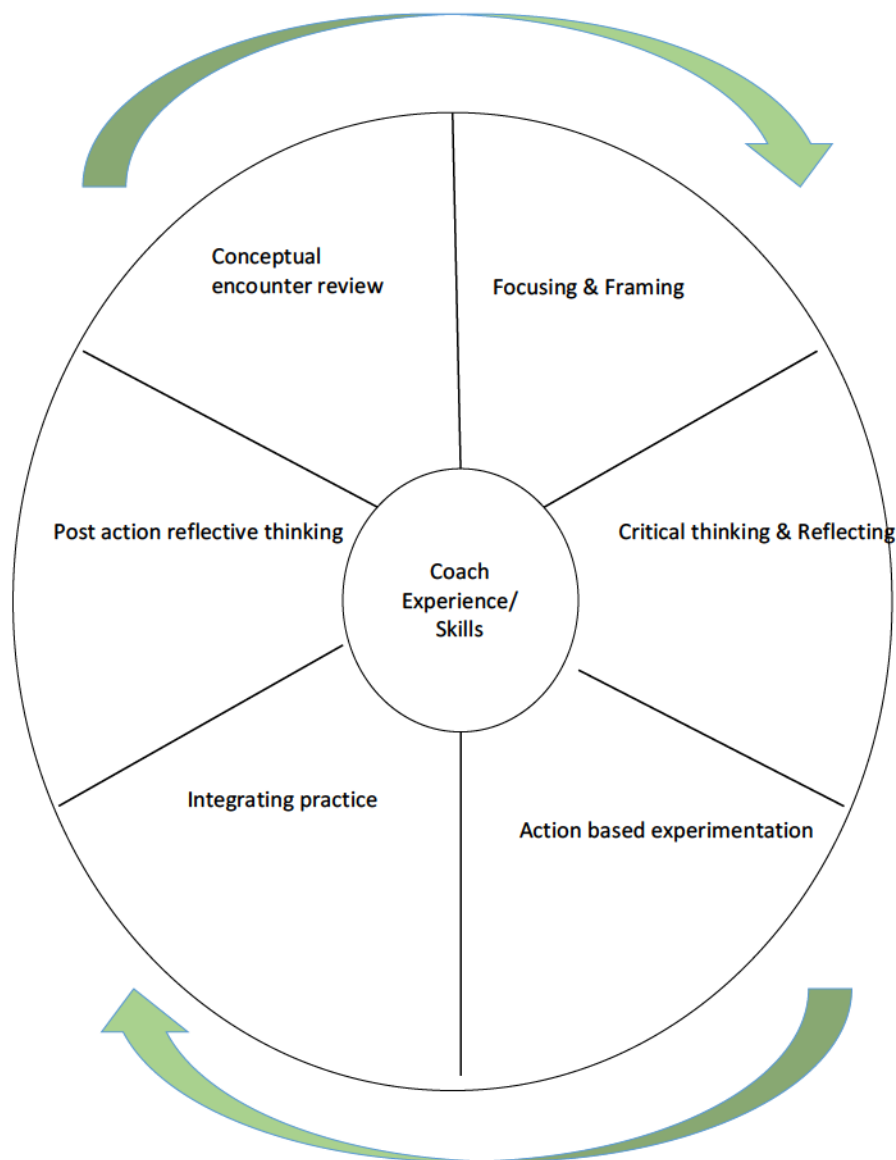 Conceptual
encounter review
Focusing & Framing
Post action reflective thinking
Critical thinking & Reflecting
Coach
Experience/
Skills
Integrating practice
Action based experimentation